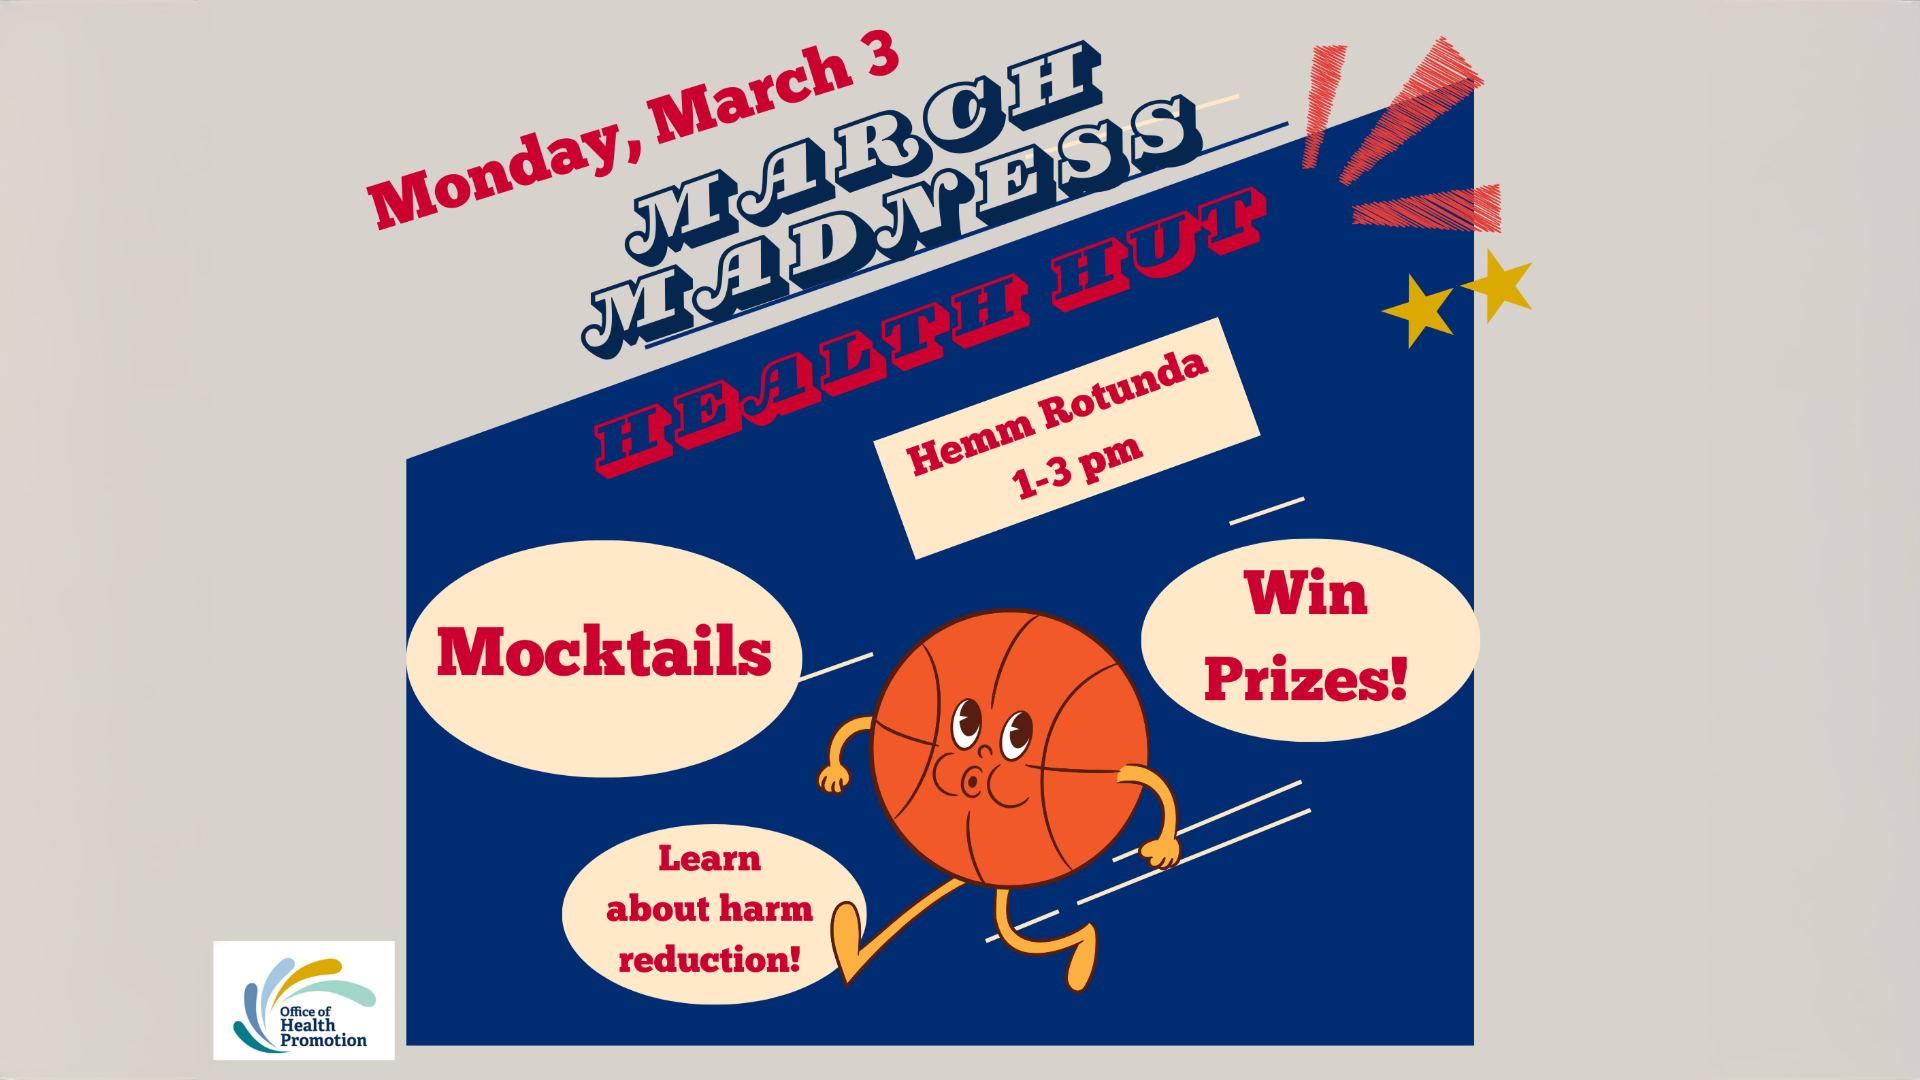 Monday, March 3
MARCH
MADNESS
HEALTH HUT
Hemm Rotunda
1-3 pm
Mocktails
Win
Prizes!
Learn
about harm
reduction!
Office of
Health
Promotion